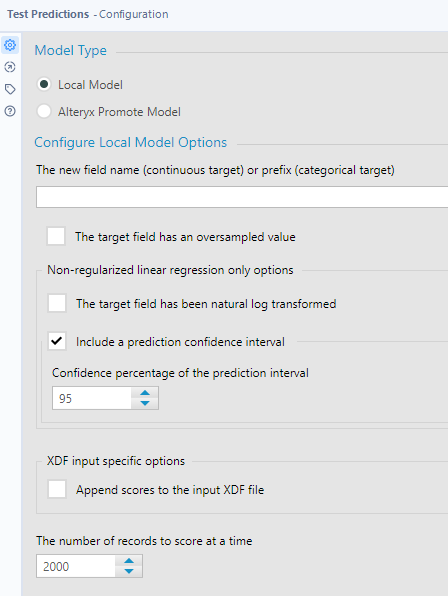 Test Predictions - Configuration
Model Type
Local Model
Alteryx Promote Model
Configure Local Model Options
The new field name (continuous target) or prefix (categorical target)
The target field has an oversampled value
Non-regularized linear regression only options
The target field has been natural log transformed
Include a prediction confidence interval
Confidence percentage of the prediction interval
95
XDF input specific options
Append scores to the input XDF file
The number of records to score at a time
2000